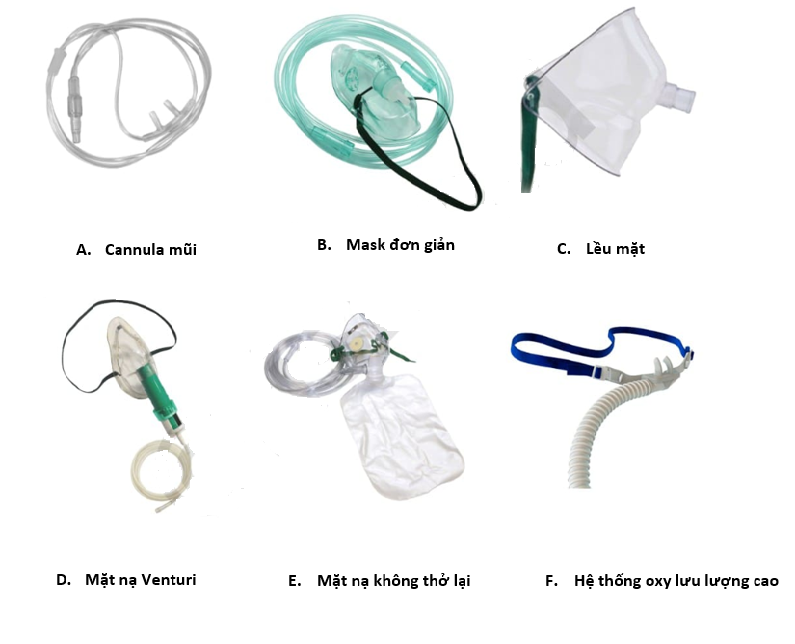 A. Cannula mũi
B. Mask đơn giản
C. Lều mặt
D. Mặt nạ Venturi
E. Mặt nạ không thở lại
F. Hệ thống oxy lưu lượng cao